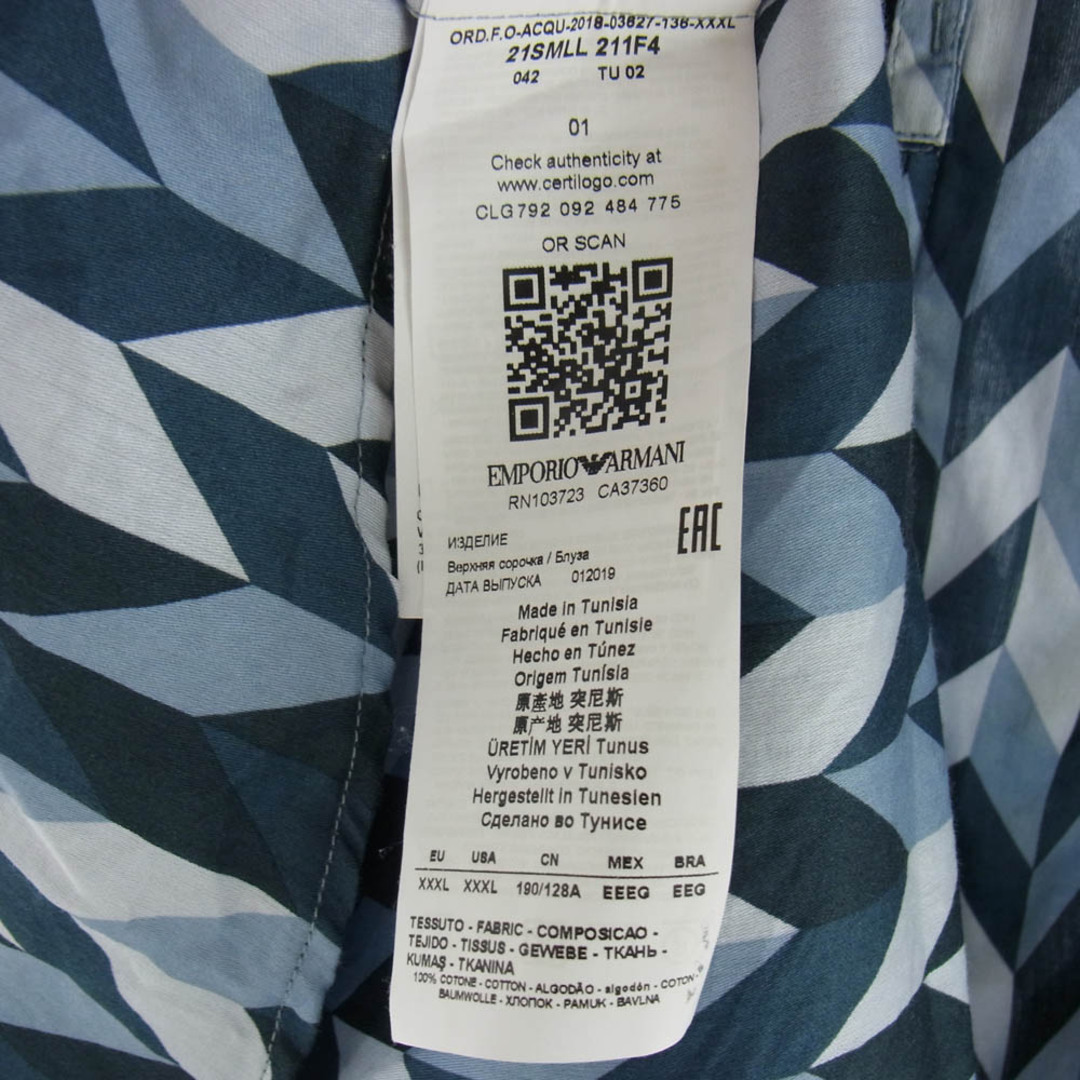 ORD.F.O-ACQU-2018-03627-136-XXXL
21SMLL 211F4
042 TU 02
01
Check authenticity at
www.certilogo.com
CLG792 092 484 775
OR SCAN
EMPORIO ARMANI
RN103723 CA37360
EAC
ИЗДЕЛИЕ
Верхняя сорочка / Блуза
ДАТА ВЫПУСКА 012019
Made in Tunisia
Fabriqué en Tunisie
Hecho en Túnez
Origem Tunísia
原產地 突尼斯
原产地 突尼斯
ÜRETİM YERİ Tunus
Vyrobeno v Tunisko
Hergestellt in Tunesien
Сделано во Тунисе
EU USA CN MEX BRA
XXXL XXXL 190/128A EEEG EEG
TESSUTO - FABRIC - COMPOSICAO -
TEJIDO - TISSUS - GEWEBE - ТКАНЬ -
KUMAŞ - TKANINA
100% COTONE - COTTON - ALGODÃO - algodón - COTON -
BAUMWOLLE - ХЛОПОК - PAMUK - BAVLNA